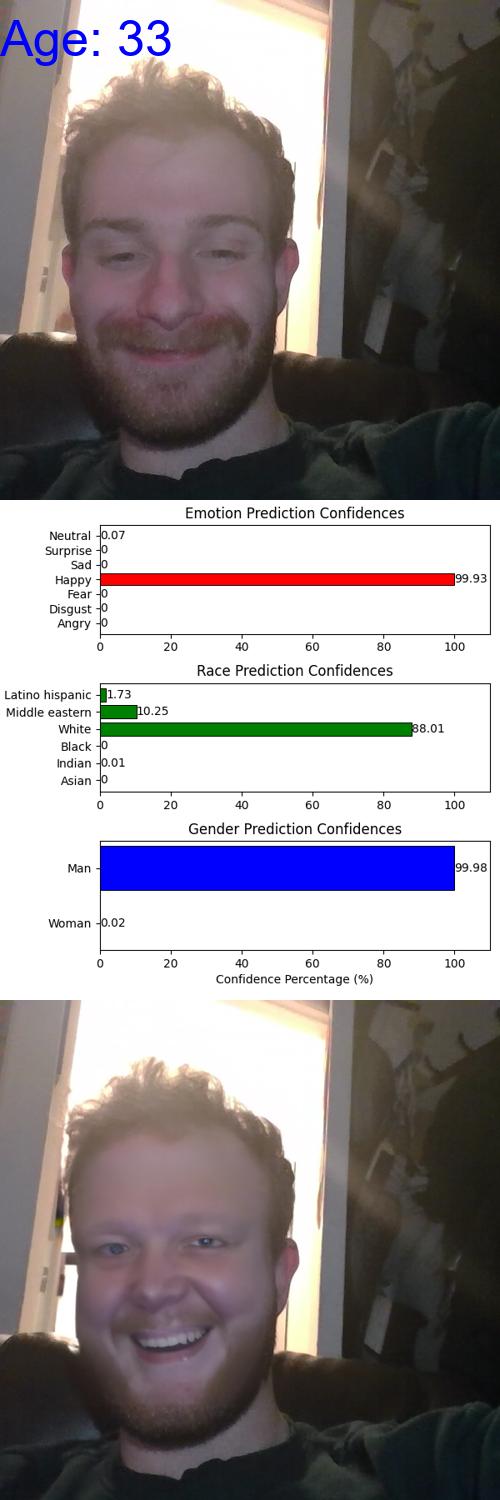 Age: 33
Emotion Prediction Confidences
Neutral 0.07
Surprise 0
Sad 0
Happy 99.93
Fear 0
Disgust 0
Angry 0
0 20 40 60 80 100
Race Prediction Confidences
Latino hispanic 1.73
Middle eastern 10.25
White 88.01
Black 0
Indian 0.01
Asian 0
0 20 40 60 80 100
Gender Prediction Confidences
Man 99.98
Woman 0.02
0 20 40 60 80 100
Confidence Percentage (%)